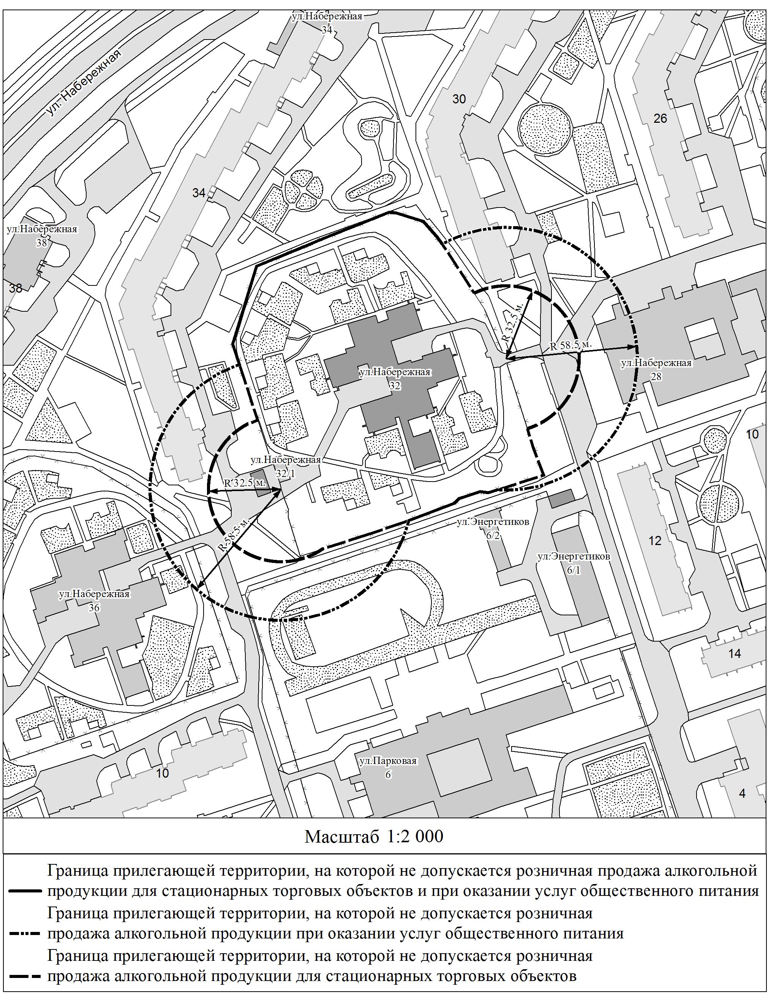 ул.Набережная
34
ул. Набережная
30
26
34
ул.Набережная
38
38
R 32.5 м.
R 58.5 м.
ул.Набережная
28
ул.Набережная
32
10
ул.Набережная
32/1
R 32.5 м.
R 58.5 м.
ул.Энергетиков
6/2
12
ул.Энергетиков
6/1
ул.Набережная
36
14
ул.Парковая
6
10
4
Масштаб 1:2 000
Граница прилегающей территории, на которой не допускается розничная продажа алкогольной
продукции для стационарных торговых объектов и при оказании услуг общественного питания
Граница прилегающей территории, на которой не допускается розничная
продажа алкогольной продукции при оказании услуг общественного питания
Граница прилегающей территории, на которой не допускается розничная
продажа алкогольной продукции для стационарных торговых объектов